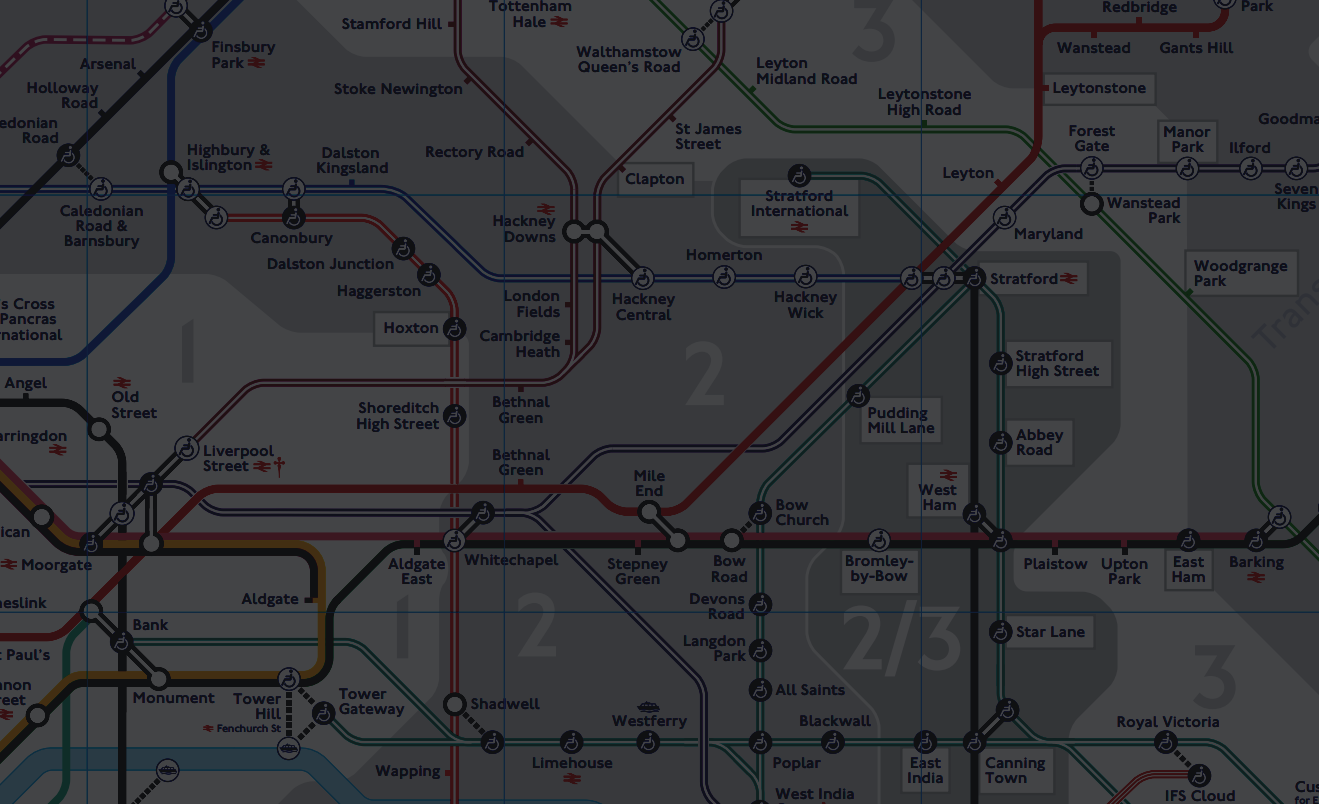 Tottenham
Hale
Redbridge
Park
Stamford Hill
Finsbury
Park
Arsenal
Holloway
Road
Walthamstow
Queen's Road
Wanstead
Gants Hill
Leyton
Midland Road
Stoke Newington
Leytonstone
Leytonstone
High Road
3
edonian
Road
Highbury &
Islington
Dalston
Kingsland
Rectory Road
St James
Street
Forest
Gate
Manor
Park
Ilford
Goodma
Clapton
Leyton
Seven
Kings
Caledonian
Road &
Barnsbury
Canonbury
Hackney
Downs
Stratford
International
Wanstead
Park
Maryland
Dalston Junction
Haggerston
Homerton
Stratford
Woodgrange
Park
London
Fields
Hackney
Central
Hackney
Wick
s Cross
Pancras
rnational
Hoxton
Cambridge
Heath
Trans
1
2
Stratford
High Street
Angel
Old
Street
Shoreditch
High Street
Bethnal
Green
Pudding
Mill Lane
Abbey
Road
arringdon
Liverpool
Street
Bethnal
Green
Mile
End
West
Ham
Bow
Church
ican
Moorgate
Aldgate
East
Whitechapel
Stepney
Green
Bow
Road
Bromley-
by-Bow
Plaistow
Upton
Park
East
Ham
Barking
neslink
Aldgate
Devons
Road
1
2
2/3
Bank
Star Lane
t Paul's
Langdon
Park
3
non
reet
Monument
Tower
Hill
Fenchurch St
Tower
Gateway
Shadwell
Westferry
All Saints
Blackwall
Royal Victoria
Wapping
Limehouse
Poplar
East
India
Canning
Town
West India
IFS Cloud
Cus
for E